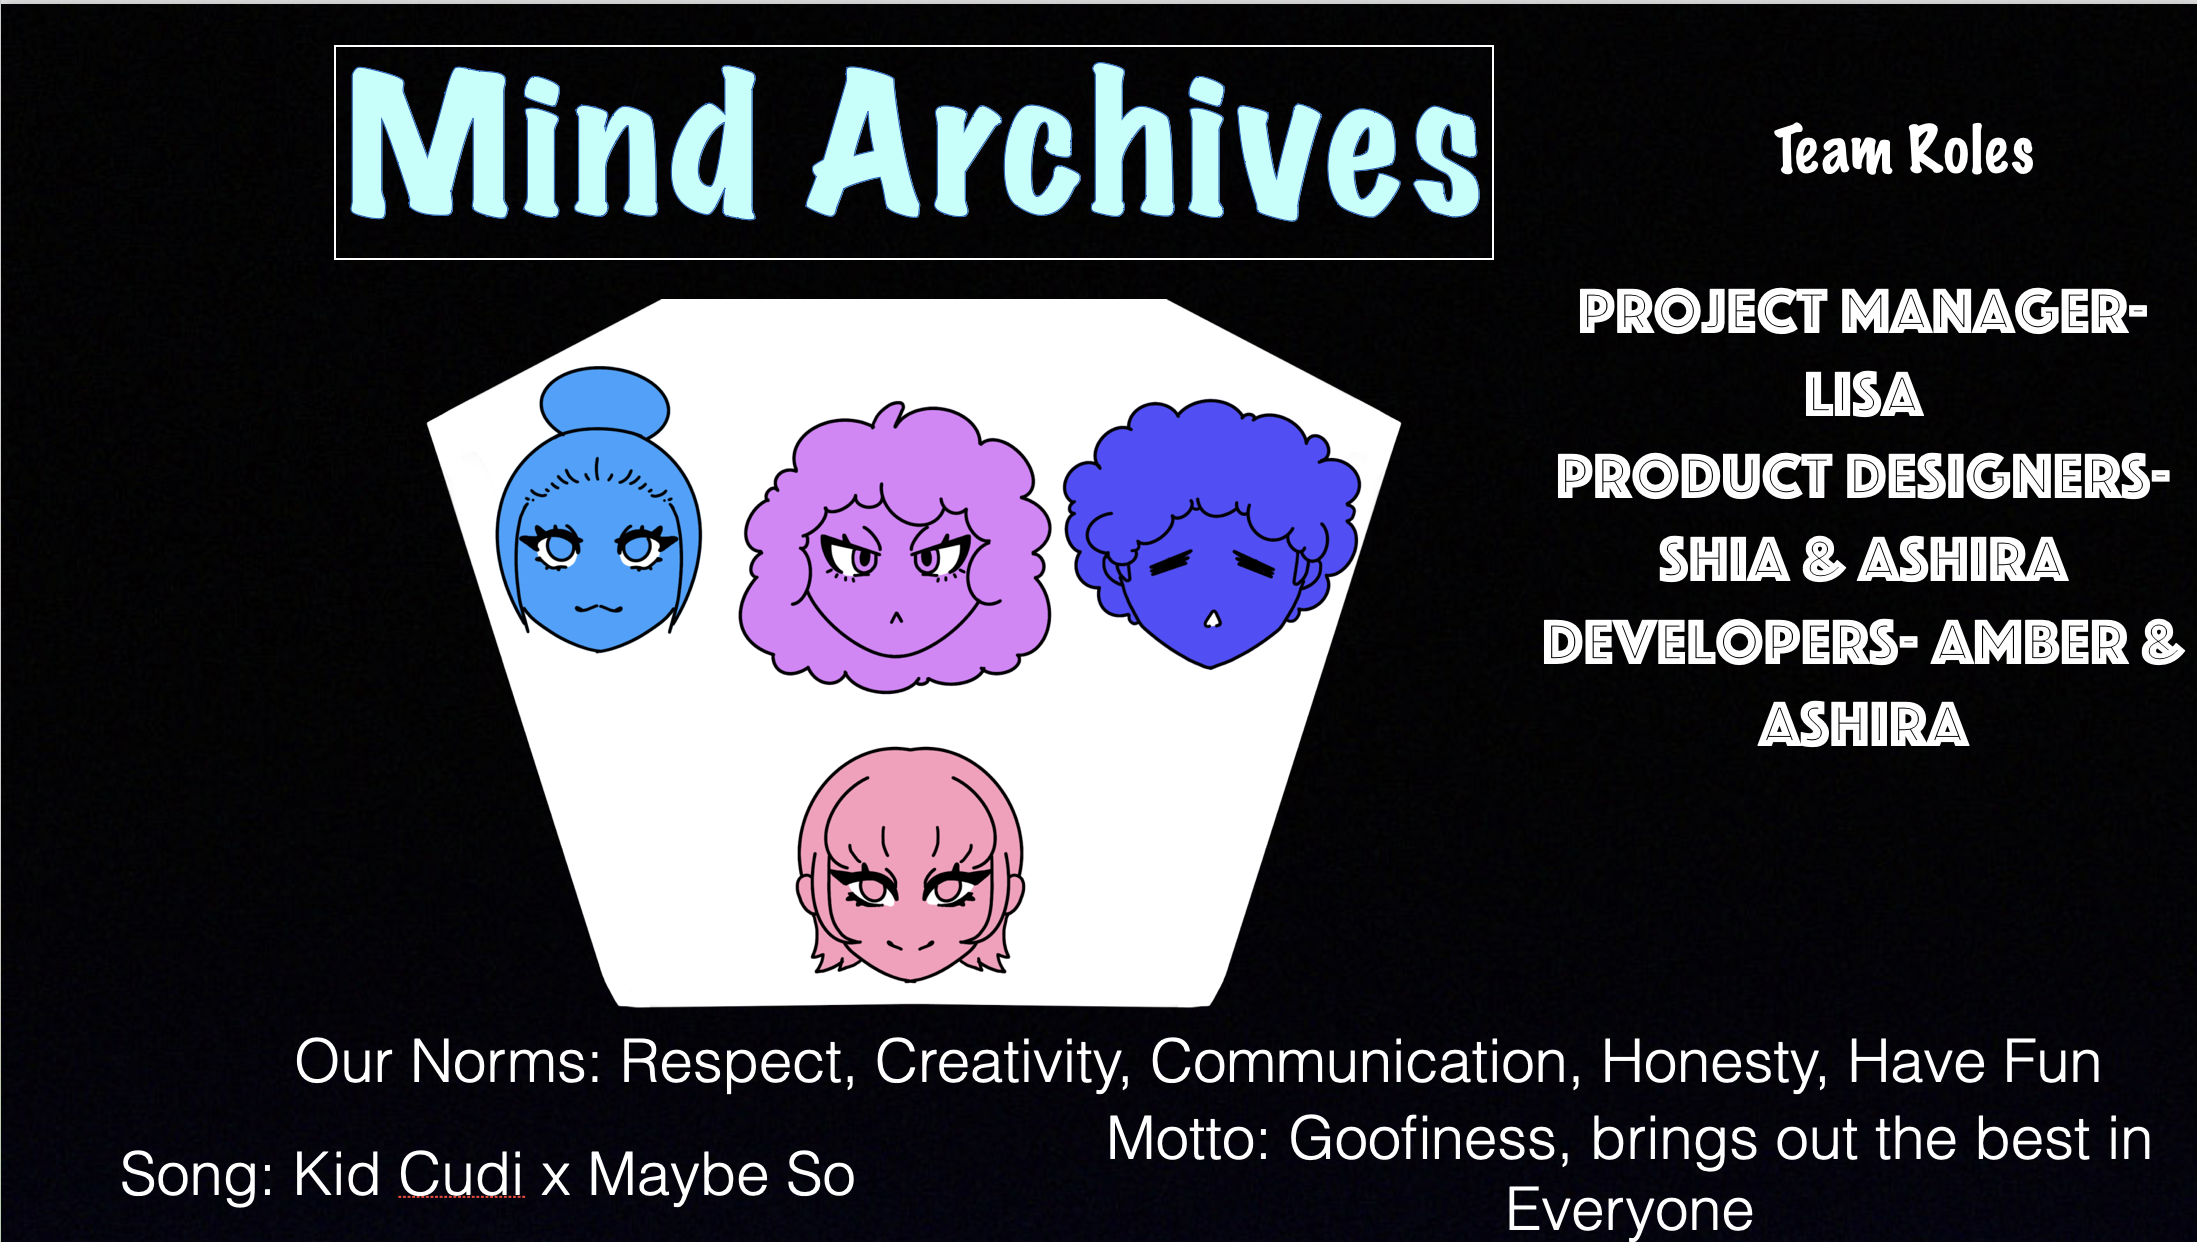 Mind Archives
Team Roles
PROJECT MANAGER-
LISA
PRODUCT DESIGNERS-
SHIA & ASHIRA
DEVELOPERS- AMBER &
ASHIRA
Our Norms: Respect, Creativity, Communication, Honesty, Have Fun
Motto: Goofiness, brings out the best in
Everyone
Song: Kid Cudi x Maybe So